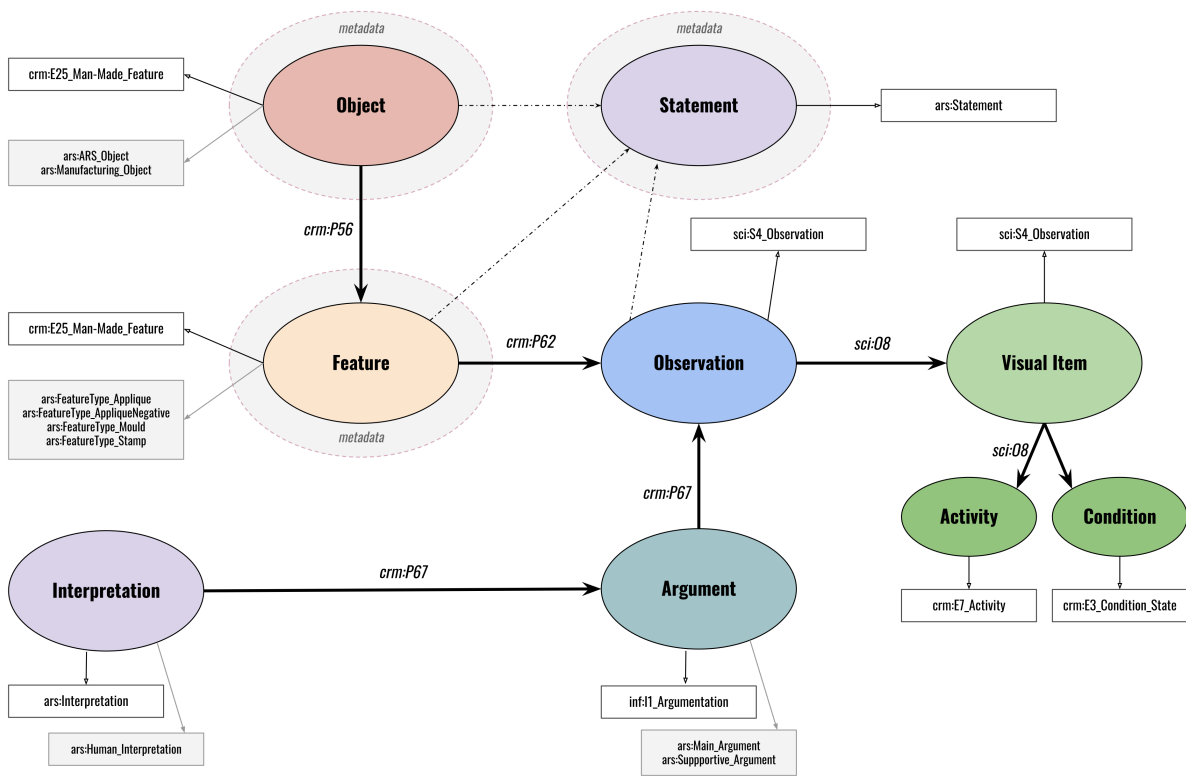 metadata
metadata
crm:E25_Man-Made_Feature
Object
Statement
ars:Statement
ars:ARS_Object
ars:Manufacturing_Object
crm:P56
sci:S4_Observation
sci:S4_Observation
crm:E25_Man-Made_Feature
Feature
crm:P62
Observation
sci:O8
Visual Item
ars:FeatureType_Applique
ars:FeatureType_AppliqueNegative
ars:FeatureType_Mould
ars:FeatureType_Stamp
metadata
sci:O8
crm:P67
Activity
Condition
Interpretation
crm:P67
Argument
crm:E7_Activity
crm:E3_Condition_State
ars:Interpretation
inf:I1_Argumentation
ars:Human_Interpretation
ars:Main_Argument
ars:Suppportive_Argument